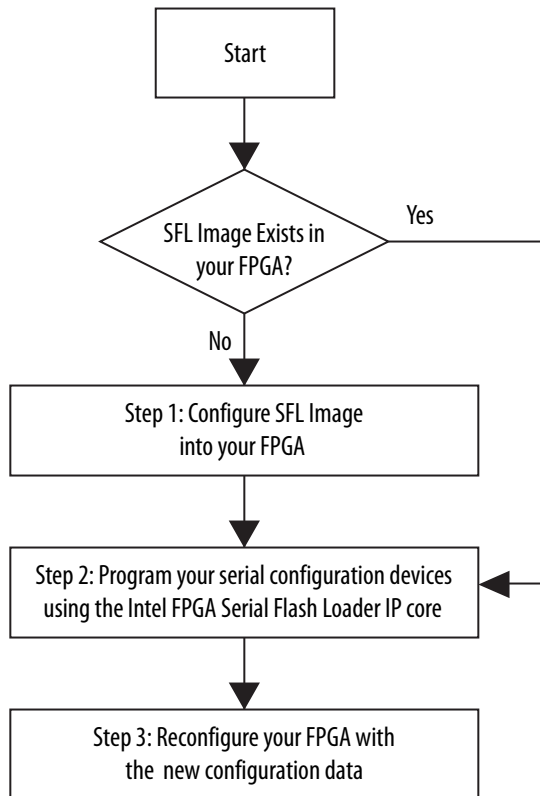 Start
SFL Image Exists in
your FPGA?
Yes
No
Step 1: Configure SFL Image
into your FPGA
Step 2: Program your serial configuration devices
using the Intel FPGA Serial Flash Loader IP core
Step 3: Reconfigure your FPGA with
the new configuration data